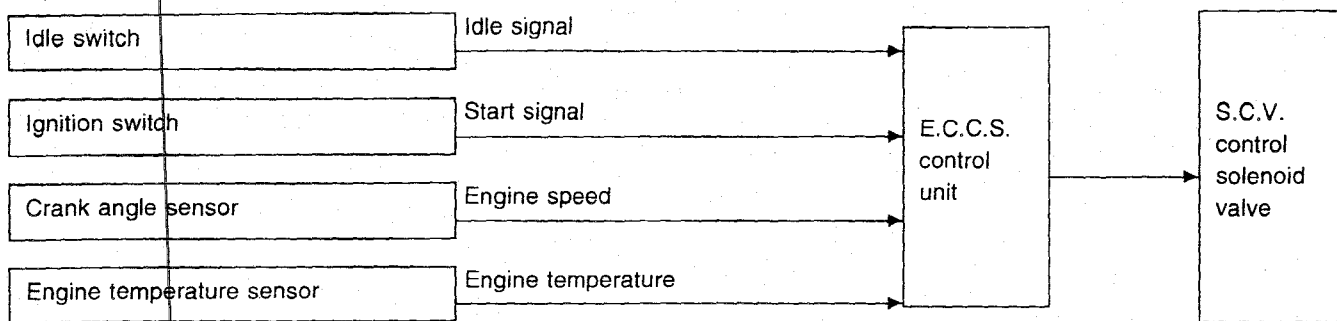 Idle switch
Idle signal
Ignition switch
Start signal
Crank angle sensor
Engine speed
Engine temperature sensor
Engine temperature
E.C.C.S.
control
unit
S.C.V.
control
solenoid
valve